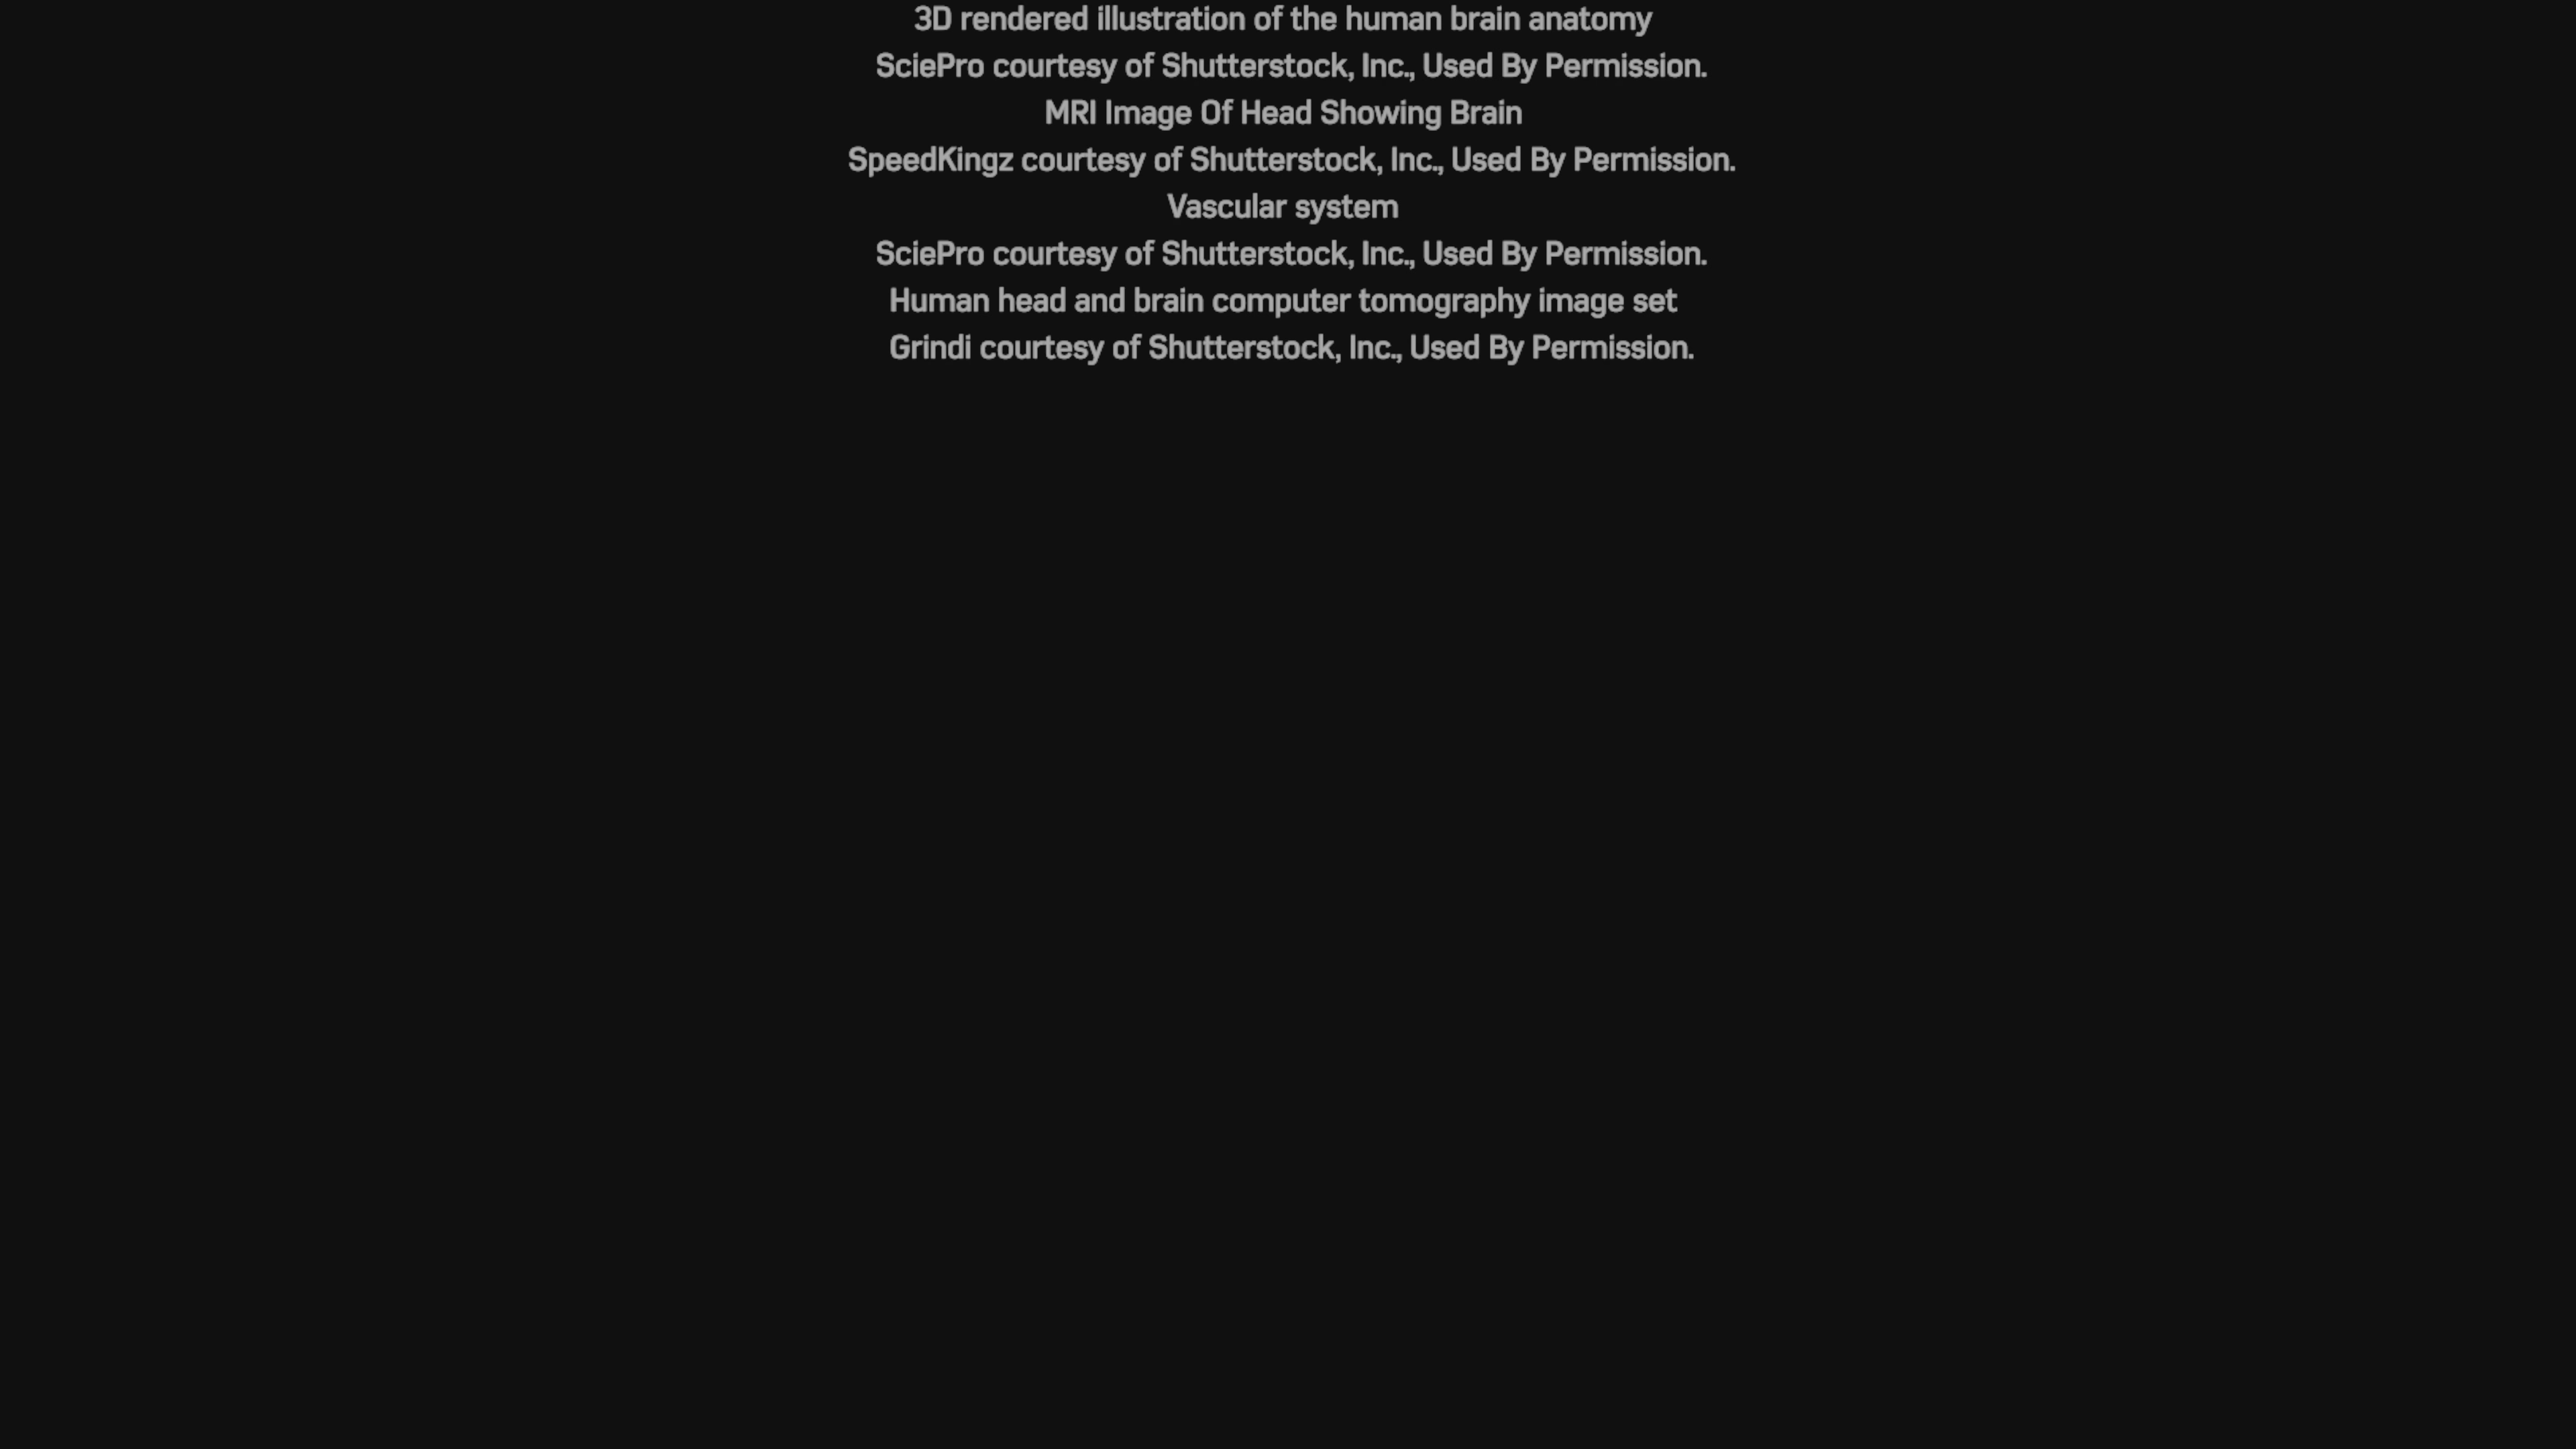 3D rendered illustration of the human brain anatomy
SciePro courtesy of Shutterstock, Inc., Used By Permission.
MRI Image Of Head Showing Brain
SpeedKingz courtesy of Shutterstock, Inc., Used By Permission.
Vascular system
SciePro courtesy of Shutterstock, Inc., Used By Permission.
Human head and brain computer tomography image set
Grindi courtesy of Shutterstock, Inc., Used By Permission.